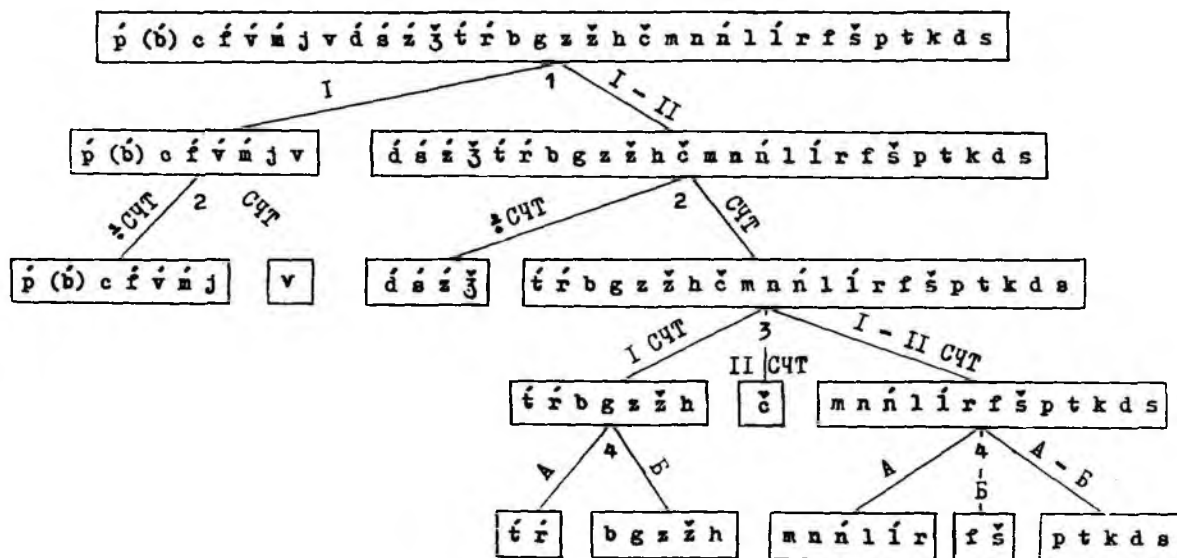 ṕ (b́) c f́ v́ ḿ j v d́ ś ź ǯ t́ ŕ b g z ž h č m n ń l ĺ r f š p t k d s
I 1 I – II
ṕ (b́) c f́ v́ ḿ j v d́ ś ź ǯ t́ ŕ b g z ž h č m n ń l ĺ r f š p t k d s
СЧТ 2 СЧТ СЧТ 2 СЧТ
ṕ (b́) c f́ v́ ḿ j v d́ ś ź ǯ t́ ŕ b g z ž h č m n ń l ĺ r f š p t k d s
I СЧТ 3 II СЧТ I – II СЧТ
t́ ŕ b g z ž h č m n ń l ĺ r f š p t k d s
А 4 Б А 4 Б А – Б
t́ ŕ b g z ž h m n ń l ĺ r f š p t k d s